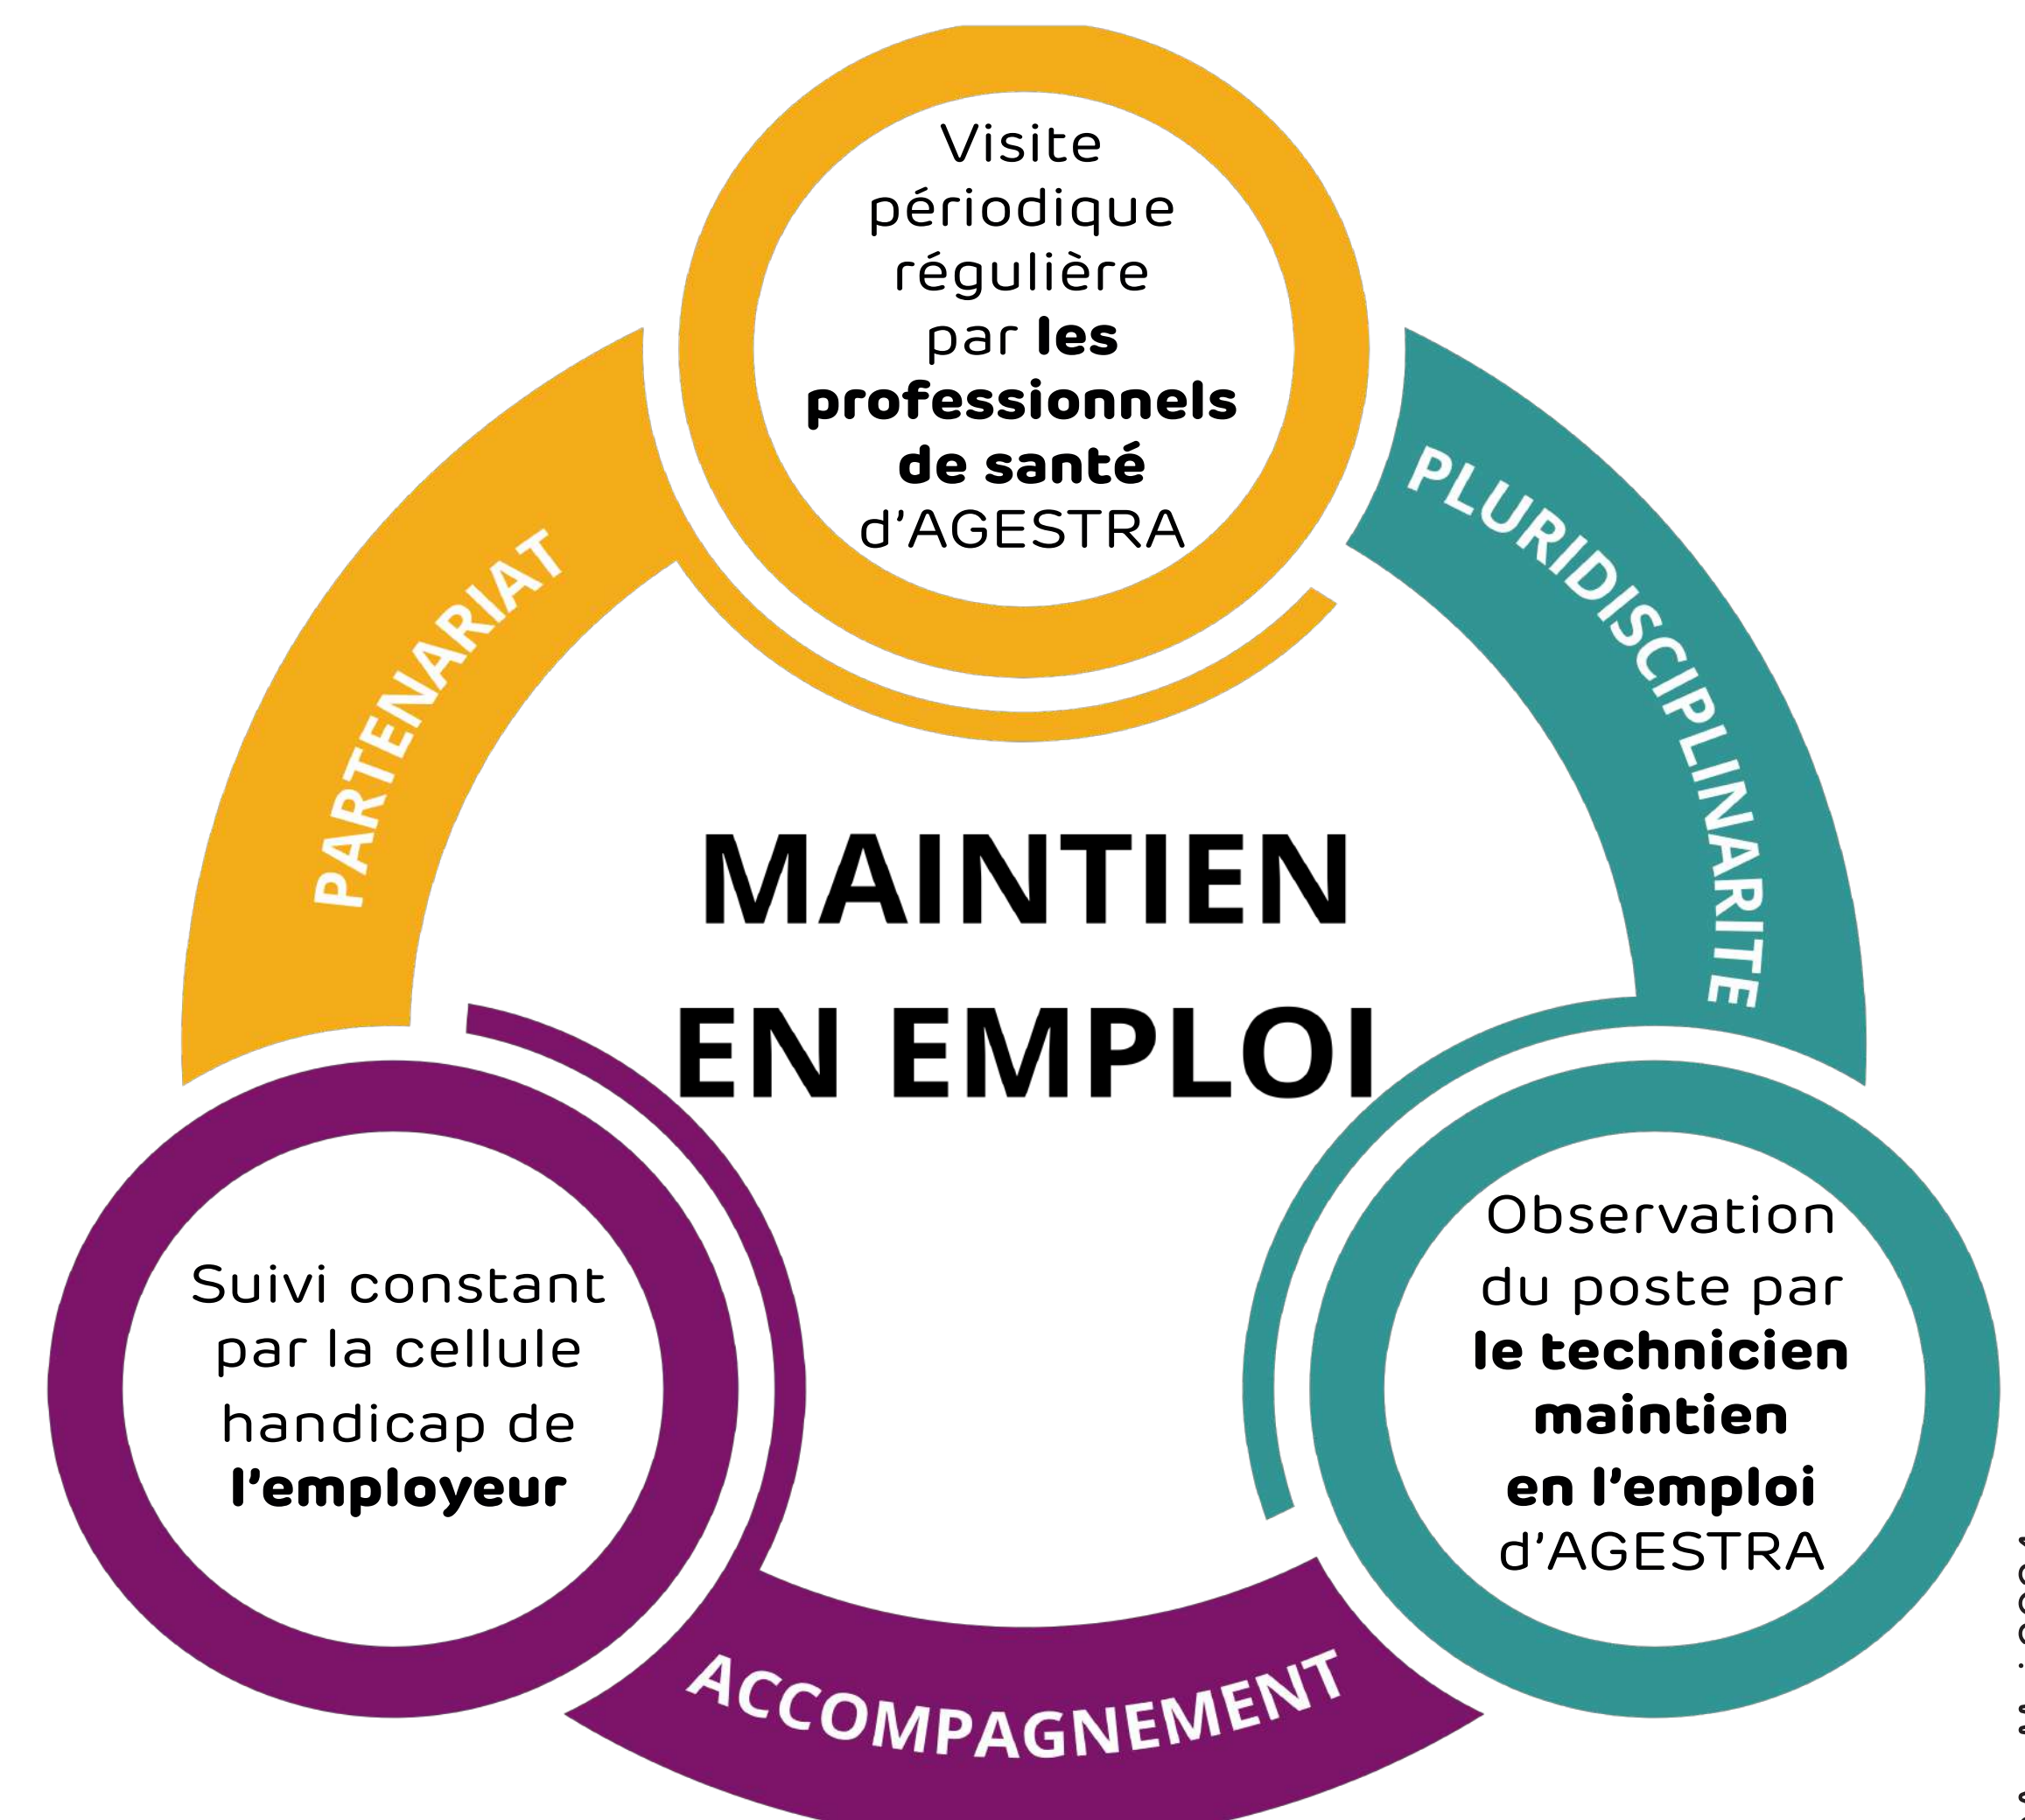 Visite
périodique
régulière
par les
professionnels
de santé
d'AGESTRA
PARTENARIAT
PLURIDISCIPLINARITE
MAINTIEN
EN EMPLOI
Suivi constant
par la cellule
handicap de
l'employeur
Observation
du poste par
le technicien
maintien
en l'emploi
d'AGESTRA
ACCOMPAGNEMENT